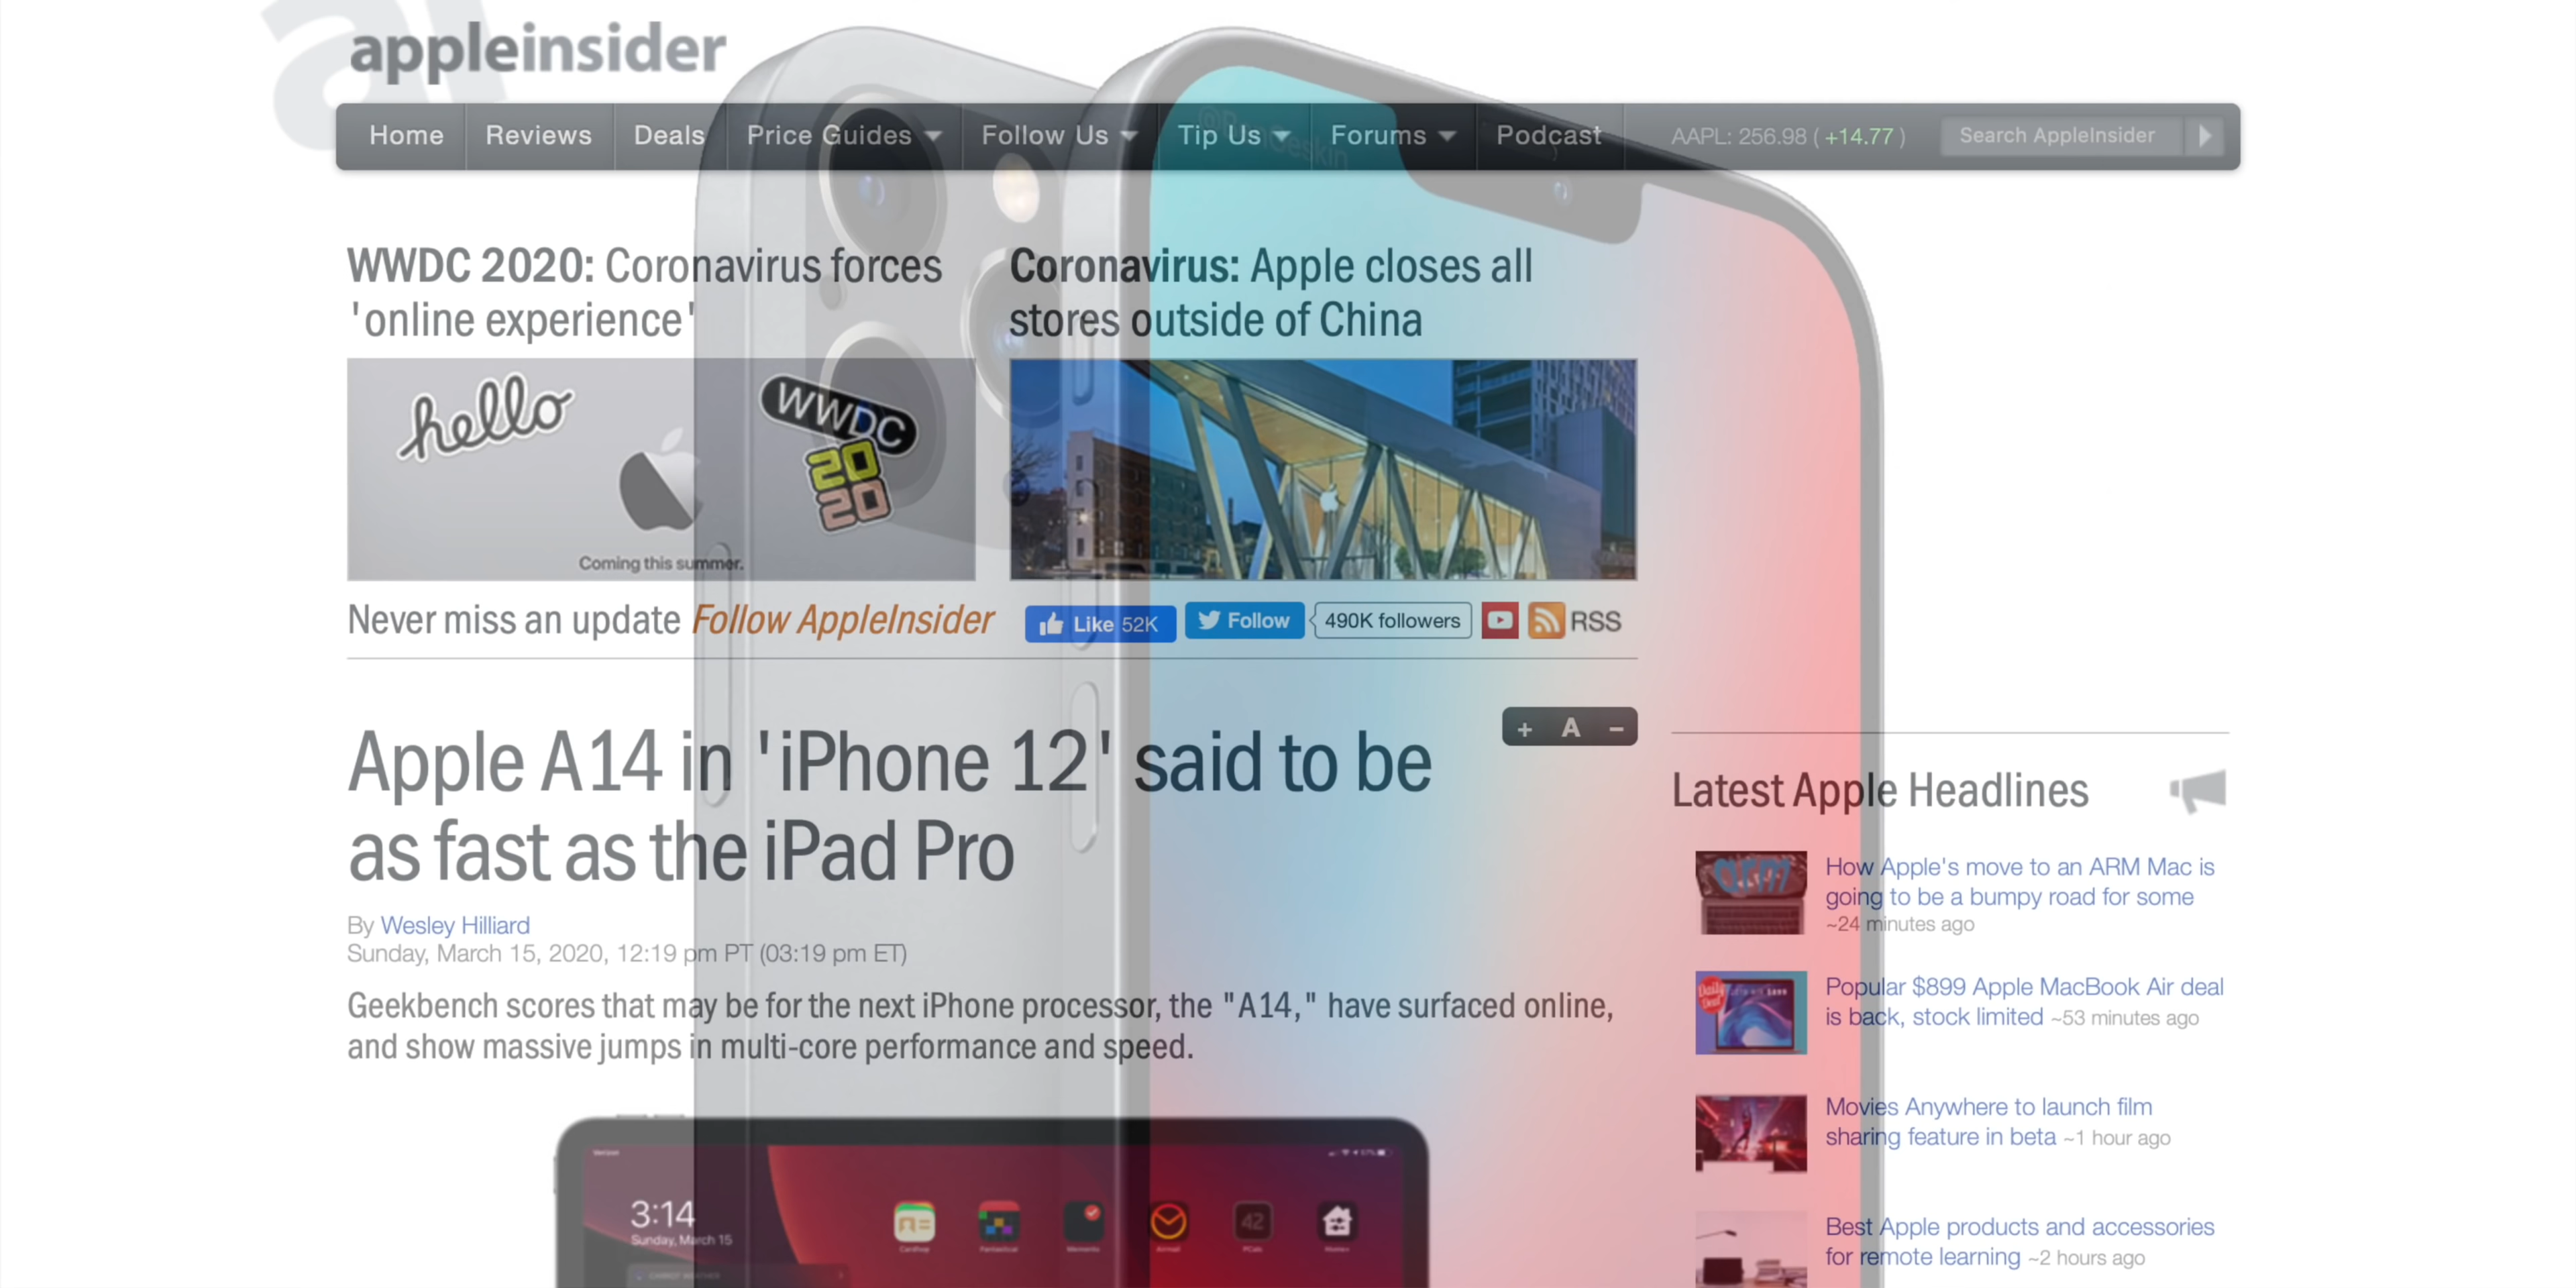 appleinsider
Home Reviews Deals Price Guides Follow Us Tip Us Forums Podcast AAPL: 256.98 ( +14.77 ) Search AppleInsider
WWDC 2020: Coronavirus forces
'online experience'
Coronavirus: Apple closes all
stores outside of China
hello
WWDC
20
20
Coming this summer.
Never miss an update Follow AppleInsider
Like 52K Follow 490K followers RSS
+ A −
Apple A14 in 'iPhone 12' said to be
as fast as the iPad Pro
By Wesley Hilliard
Sunday, March 15, 2020, 12:19 pm PT (03:19 pm ET)
Geekbench scores that may be for the next iPhone processor, the "A14," have surfaced online,
and show massive jumps in multi-core performance and speed.
3:14
Sunday, March 15
42
Latest Apple Headlines
arm
How Apple's move to an ARM Mac is
going to be a bumpy road for some
~24 minutes ago
Daily
Deal
Popular $899 Apple MacBook Air deal
is back, stock limited ~53 minutes ago
Movies Anywhere to launch film
sharing feature in beta ~1 hour ago
Best Apple products and accessories
for remote learning ~2 hours ago